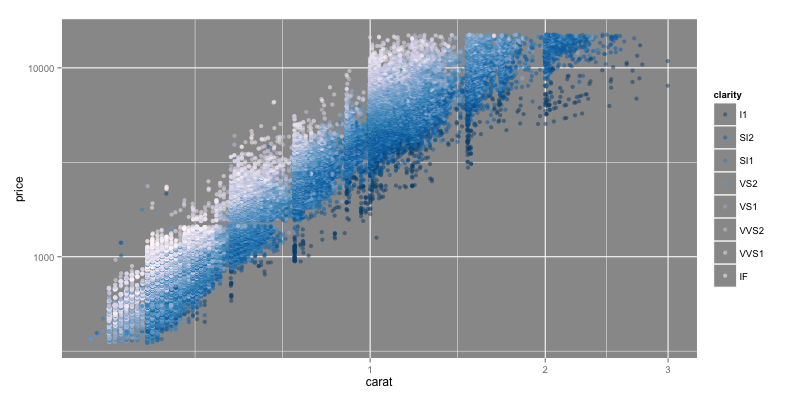 price
10000
1000
1
2
3
carat
clarity
I1
SI2
SI1
VS2
VS1
VVS2
VVS1
IF